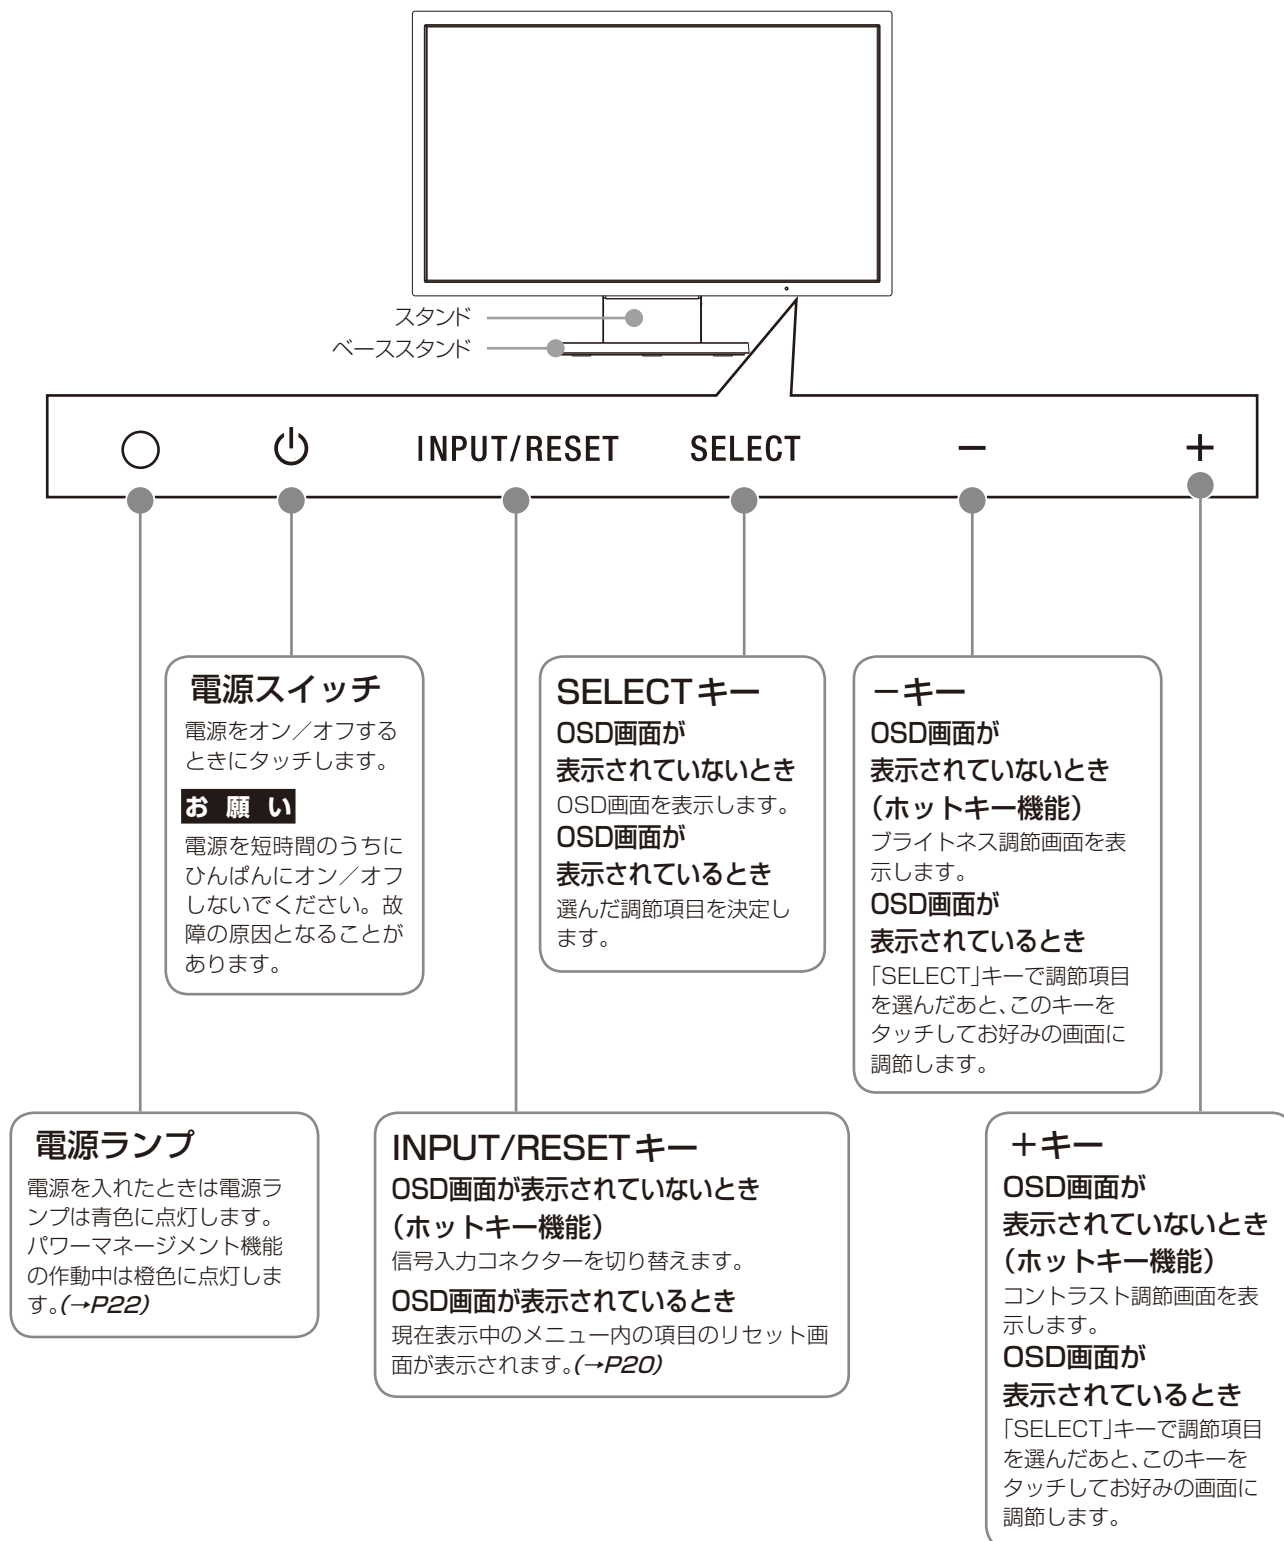 スタンド
ベーススタンド
INPUT/RESET SELECT − +
電源スイッチ
電源をオン／オフする
ときにタッチします。
お願い
電源を短時間のうちに
ひんぱんにオン／オフ
しないでください。故
障の原因となることが
あります。
SELECTキー
OSD画面が
表示されていないとき
OSD画面を表示します。
OSD画面が
表示されているとき
選んだ調節項目を決定し
ます。
−キー
OSD画面が
表示されていないとき
（ホットキー機能）
ブライトネス調節画面を表
示します。
OSD画面が
表示されているとき
「SELECT」キーで調節項目
を選んだあと、このキーを
タッチしてお好みの画面に
調節します。
電源ランプ
電源を入れたときは電源ラ
ンプは青色に点灯します。
パワーマネージメント機能
の作動中は橙色に点灯しま
す。(→P22)
INPUT/RESETキー
OSD画面が表示されていないとき
（ホットキー機能）
信号入力コネクターを切り替えます。
OSD画面が表示されているとき
現在表示中のメニュー内の項目のリセット画
面が表示されます。(→P20)
＋キー
OSD画面が
表示されていないとき
（ホットキー機能）
コントラスト調節画面を表
示します。
OSD画面が
表示されているとき
「SELECT」キーで調節項目
を選んだあと、このキーを
タッチしてお好みの画面に
調節します。